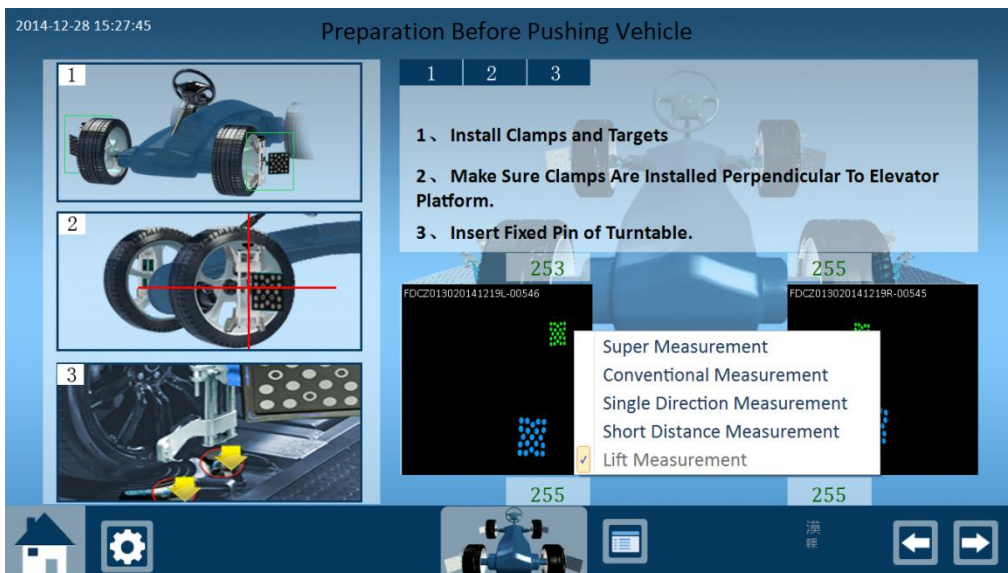 2014-12-28 15:27:45
Preparation Before Pushing Vehicle
1
2
3
1 2 3
1、Install Clamps and Targets
2、Make Sure Clamps Are Installed Perpendicular To Elevator
Platform.
3、Insert Fixed Pin of Turntable.
253
255
FDCZ013020141219L-00546
FDCZ013020141219R-00545
Super Measurement
Conventional Measurement
Single Direction Measurement
Short Distance Measurement
Lift Measurement
255
255